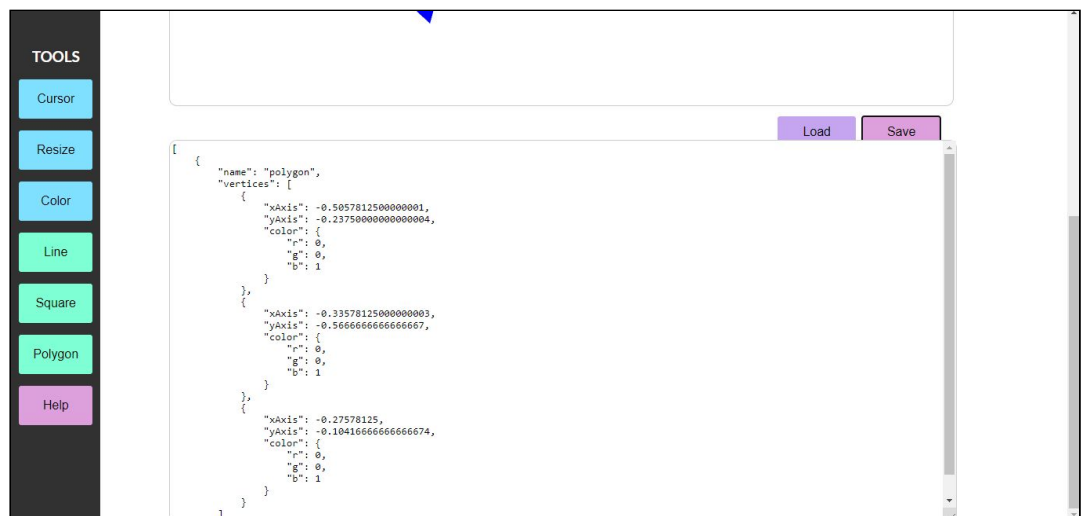 TOOLS
Cursor
Resize
Color
Line
Square
Polygon
Help
Load
Save
[
    {
        "name": "polygon",
        "vertices": [
            {
                "xAxis": -0.5057812500000001,
                "yAxis": -0.23750000000000004,
                "color": {
                    "r": 0,
                    "g": 0,
                    "b": 1
                }
            },
            {
                "xAxis": -0.33578125000000003,
                "yAxis": -0.5666666666666667,
                "color": {
                    "r": 0,
                    "g": 0,
                    "b": 1
                }
            },
            {
                "xAxis": -0.27578125,
                "yAxis": -0.10416666666666674,
                "color": {
                    "r": 0,
                    "g": 0,
                    "b": 1
                }
            }
        ]